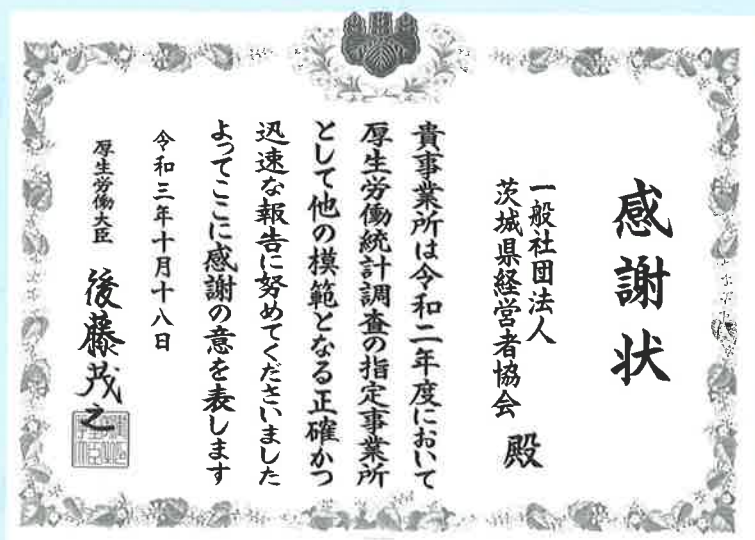 感謝状
一般社団法人
茨城県経営者協会 殿
貴事業所は令和二年度において
厚生労働統計調査の指定事業所
として他の模範となる正確かつ
迅速な報告に努めてくださいました
よってここに感謝の意を表します
令和三年十月十八日
厚生労働大臣 後藤茂之